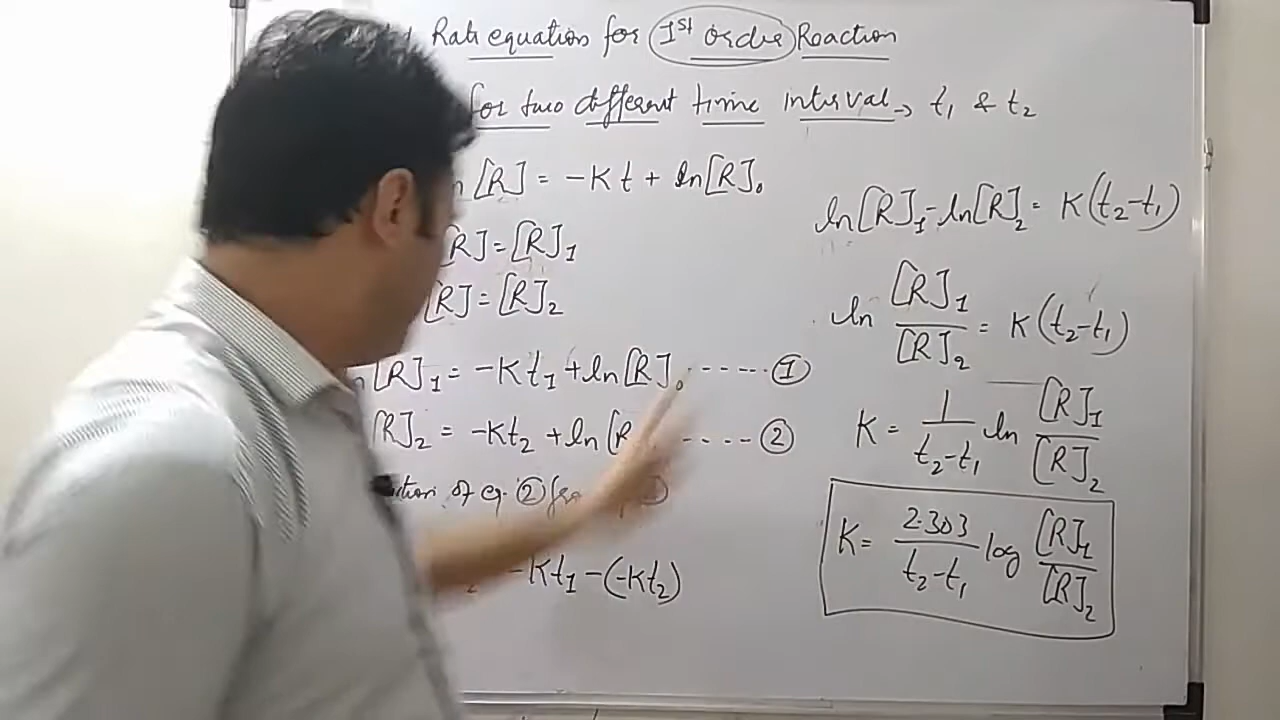 Rate equation for 1st order Reaction
for two different time interval → t₁ & t₂
[R] = -Kt + ln[R]₀
[R] = [R]₁
[R] = [R]₂
[R]₁ = -Kt₁ + ln[R]₀ ----- ①
[R]₂ = -Kt₂ + ln[R ---- ②
of eq. ② ①
-Kt₁ - (-Kt₂)
ln[R]₁ - ln[R]₂ = K(t₂-t₁)
ln [R]₁/[R]₂ = K(t₂-t₁)
K = 1/t₂-t₁ ln [R]₁/[R]₂
K = 2.303/t₂-t₁ log [R]₁/[R]₂